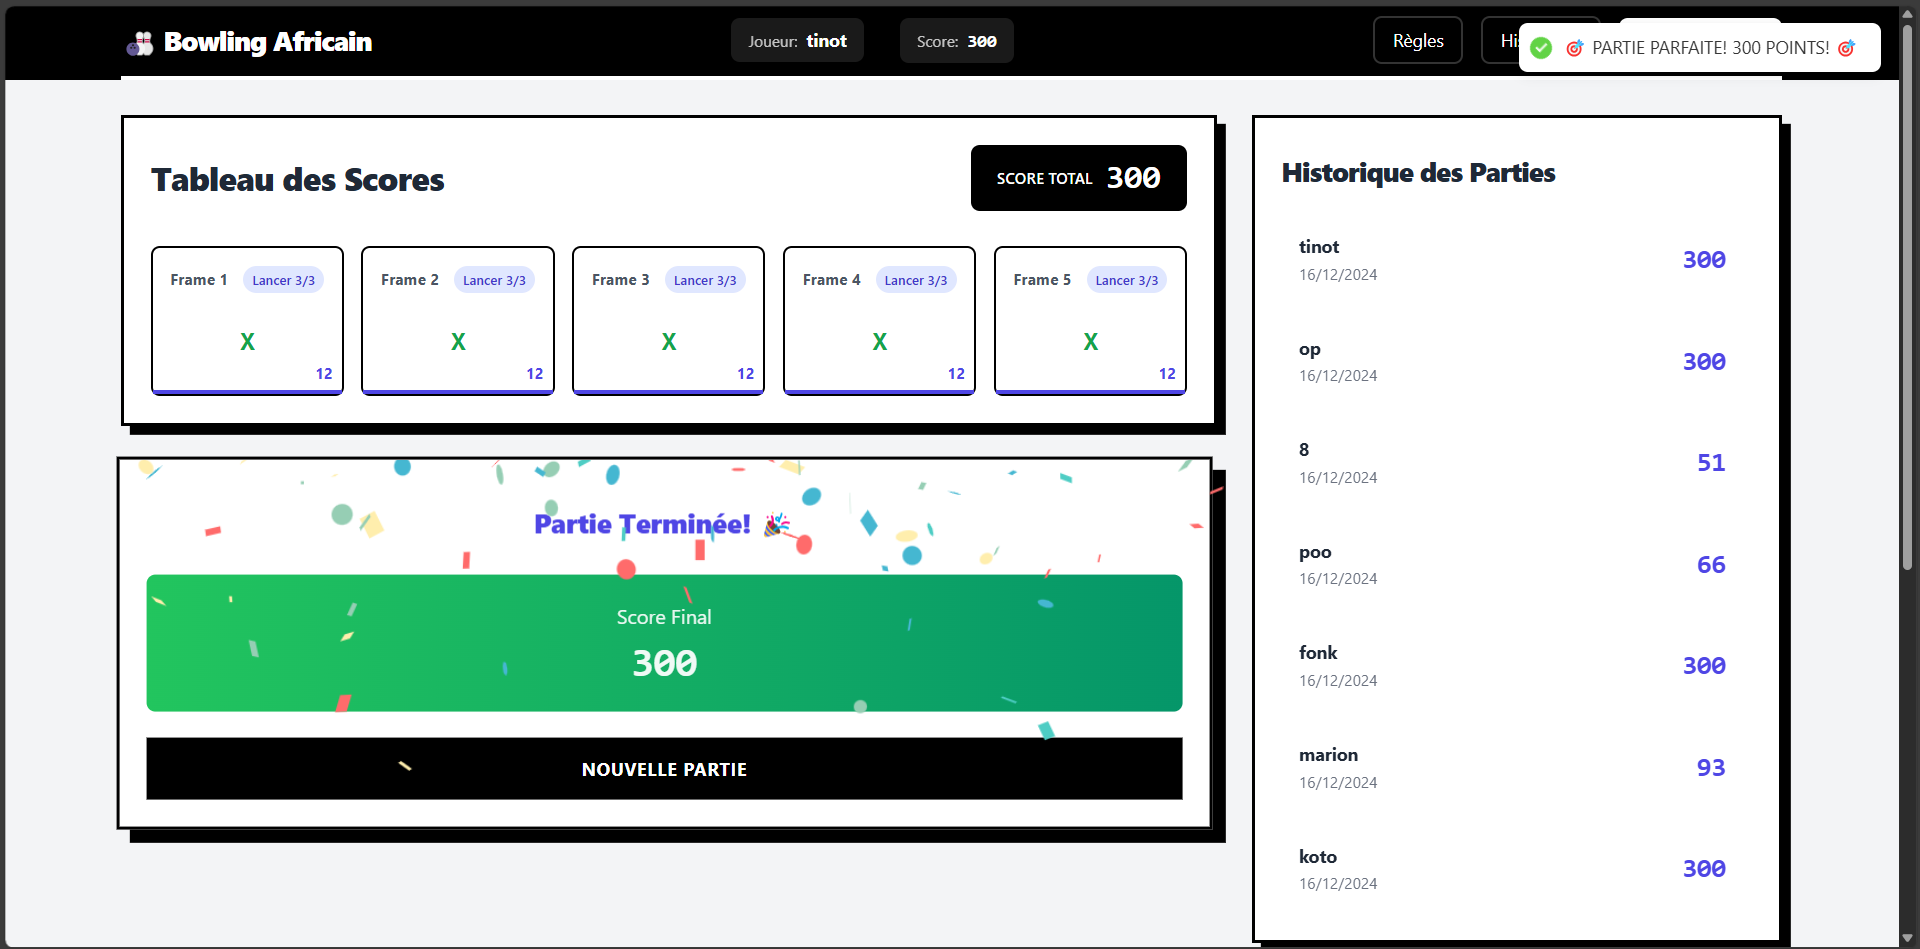 Bowling Africain
Joueur: tinot
Score: 300
Règles
PARTIE PARFAITE! 300 POINTS!
Tableau des Scores
SCORE TOTAL 300
Frame 1 Lancer 3/3
X
12
Frame 2 Lancer 3/3
X
12
Frame 3 Lancer 3/3
X
12
Frame 4 Lancer 3/3
X
12
Frame 5 Lancer 3/3
X
12
Partie Terminée!
Score Final
300
NOUVELLE PARTIE
Historique des Parties
tinot
16/12/2024
300
op
16/12/2024
300
8
16/12/2024
51
poo
16/12/2024
66
fonk
16/12/2024
300
marion
16/12/2024
93
koto
16/12/2024
300